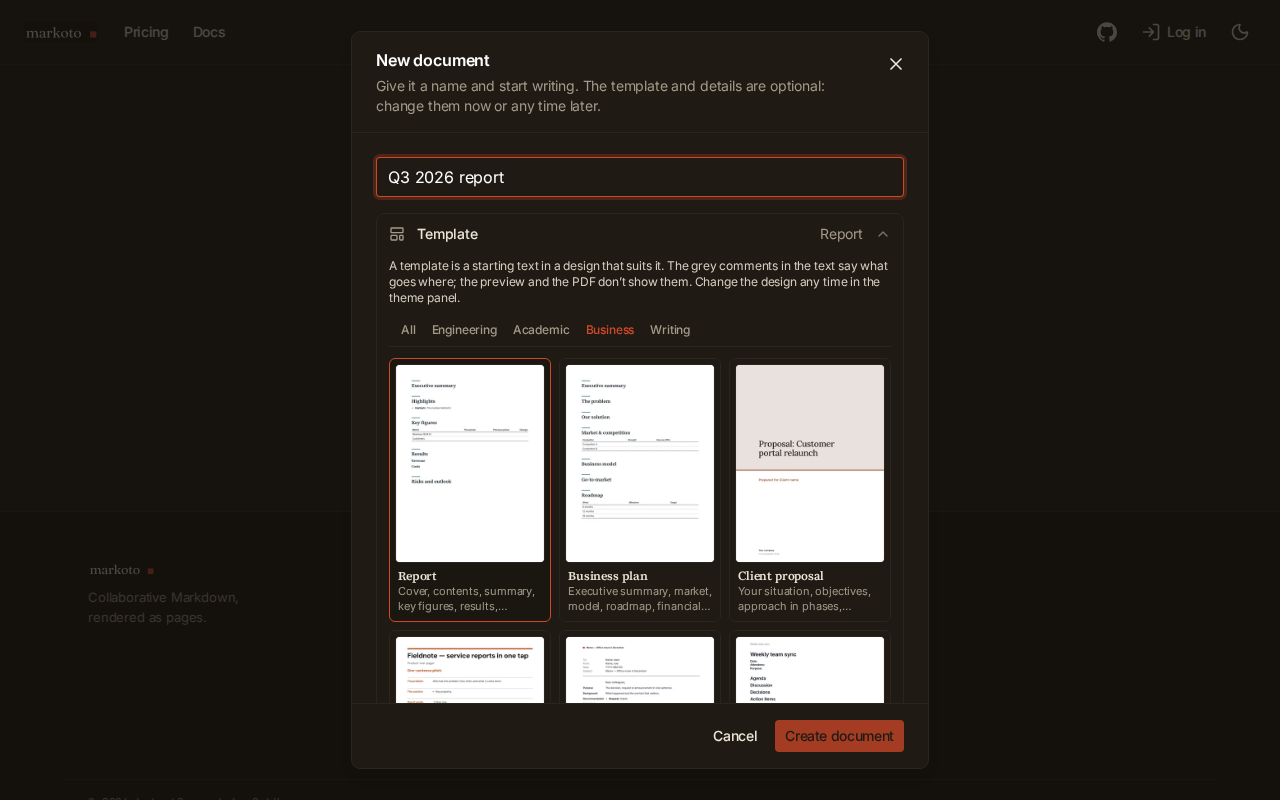 markoto
Pricing
Docs
Log in
New document
Give it a name and start writing. The template and details are optional:
change them now or any time later.
Q3 2026 report
Template
Report
A template is a starting text in a design that suits it. The grey comments in the text say what
goes where; the preview and the PDF don't show them. Change the design any time in the
theme panel.
All
Engineering
Academic
Business
Writing
Executive summary
Highlights
Key figures
Results
Revenue
Costs
Risks and outlook
Report
Cover, contents, summary,
key figures, results,...
Executive summary
The problem
Our solution
Market & competition
Business model
Go-to-market
Roadmap
Business plan
Executive summary, market,
model, roadmap, financial...
Proposal: Customer
portal relaunch
Prepared for Client name
Client proposal
Your situation, objectives,
approach in phases,...
Fieldnote — service reports in one tap
Weekly team sync
Agenda
Discussion
Decisions
Action items
markoto
Collaborative Markdown,
rendered as pages.
Cancel
Create document